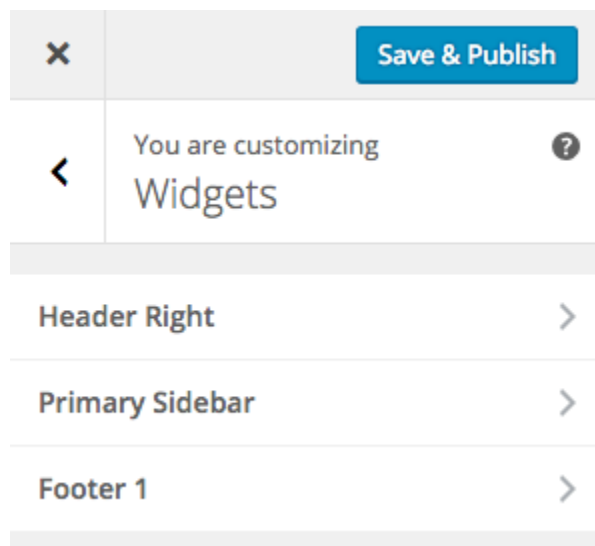 Save & Publish
You are customizing
Widgets
Header Right
Primary Sidebar
Footer 1